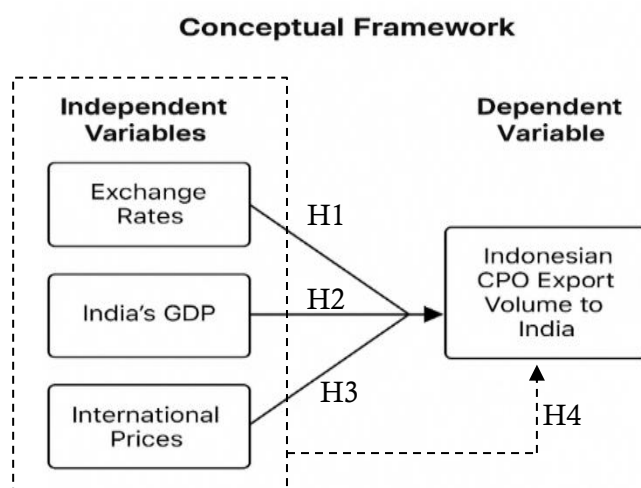 Conceptual Framework
Independent
Variables
Dependent
Variable
Exchange
Rates
H1
India's GDP
H2
Indonesian
CPO Export
Volume to
India
International
Prices
H3
H4